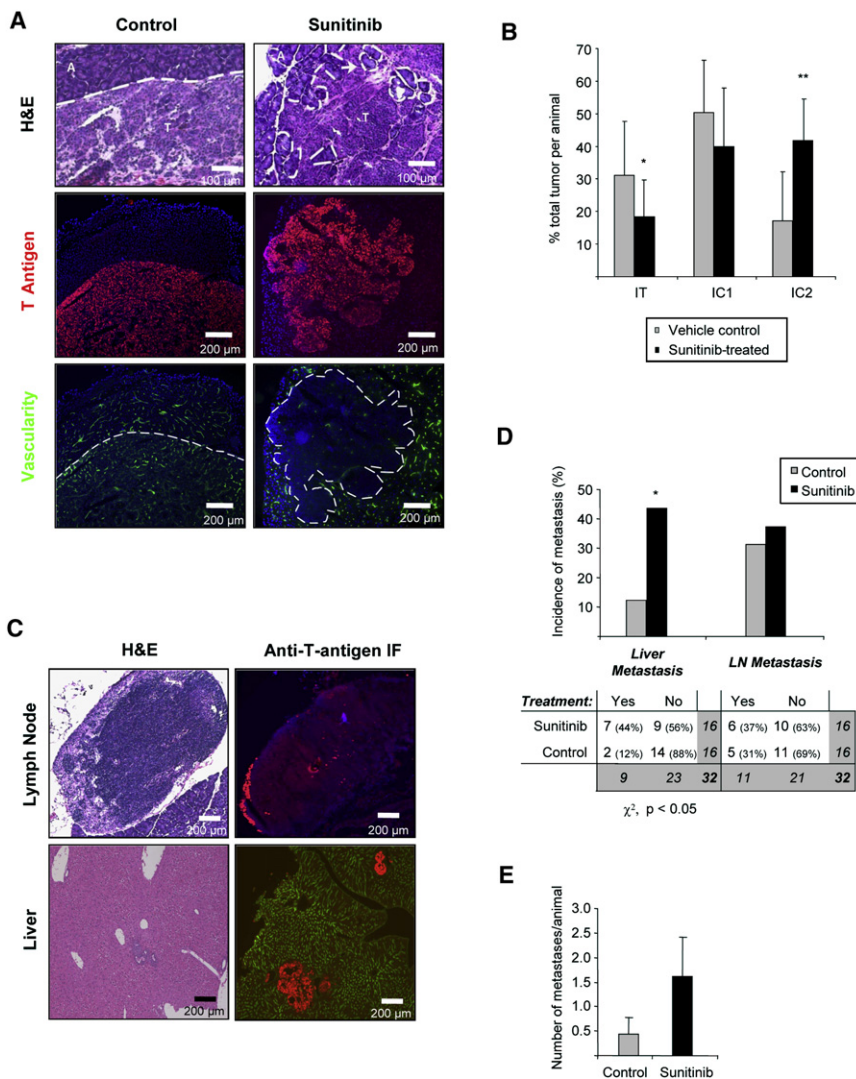 A
Control
Sunitinib
H&E
A
T
100 µm
A
T
100 µm
T Antigen
200 µm
200 µm
Vascularity
200 µm
200 µm
B
% total tumor per animal
70
60
50
40
30
20
10
*
**
IT
IC1
IC2
Vehicle control
Sunitinib-treated
C
H&E
Anti-T-antigen IF
Lymph Node
200 µm
200 µm
Liver
200 µm
200 µm
D
Control
Sunitinib
Incidence of metastasis (%)
50
40
30
20
10
*
Liver Metastasis
LN Metastasis
Treatment: Yes No Yes No
Sunitinib 7 (44%) 9 (56%) 16 6 (37%) 10 (63%) 16
Control 2 (12%) 14 (88%) 16 5 (31%) 11 (69%) 16
9 23 32 11 21 32
χ², p < 0.05
E
Number of metastases/animal
3.0
2.5
2.0
1.5
1.0
0.5
Control
Sunitinib